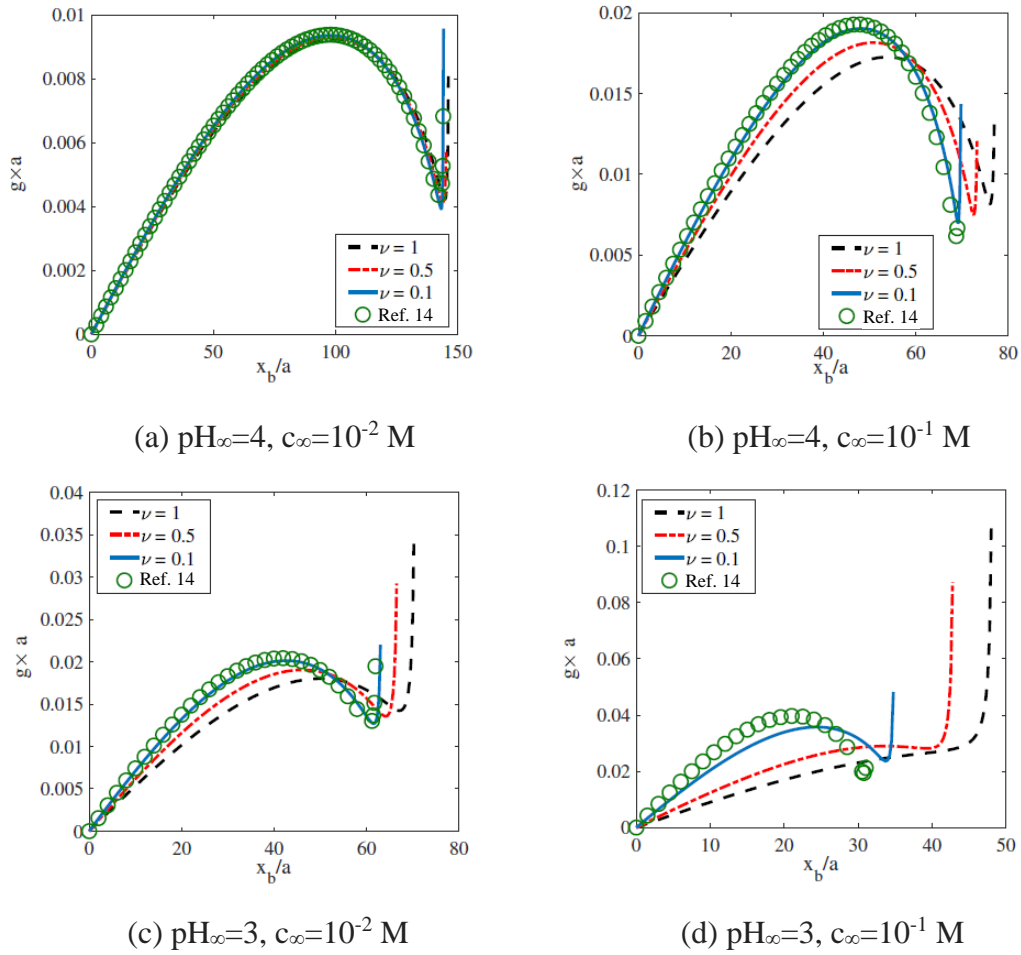 0.01
0.008
0.006
0.004
0.002
0
g× a
ν = 1
ν = 0.5
ν = 0.1
Ref. 14
0 50 100 150
x_b/a
(a) pH∞=4, c∞=10⁻² M
0.02
0.015
0.01
0.005
0
g× a
ν = 1
ν = 0.5
ν = 0.1
Ref. 14
0 20 40 60 80
x_b/a
(b) pH∞=4, c∞=10⁻¹ M
0.04
0.035
0.03
0.025
0.02
0.015
0.01
0.005
0
g× a
ν = 1
ν = 0.5
ν = 0.1
Ref. 14
0 20 40 60 80
x_b/a
(c) pH∞=3, c∞=10⁻² M
0.12
0.1
0.08
0.06
0.04
0.02
0
g× a
ν = 1
ν = 0.5
ν = 0.1
Ref. 14
0 10 20 30 40 50
x_b/a
(d) pH∞=3, c∞=10⁻¹ M